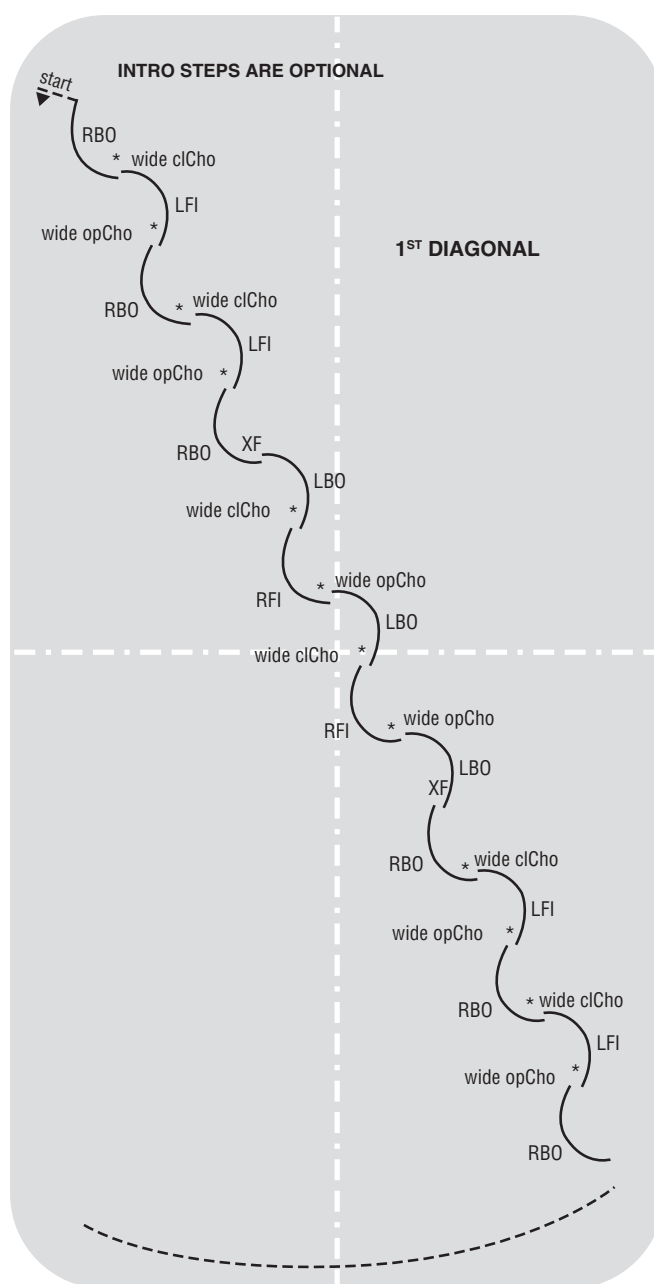 INTRO STEPS ARE OPTIONAL
start
RBO
* wide clCho
LFI
wide opCho *
1ST DIAGONAL
RBO
* wide clCho
LFI
wide opCho *
RBO
XF
LBO
wide clCho *
RFI
* wide opCho
LBO
wide clCho *
RFI
* wide opCho
LBO
XF
RBO
* wide clCho
LFI
wide opCho *
RBO
* wide clCho
LFI
wide opCho *
RBO